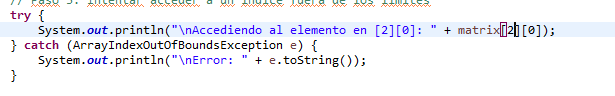 // Paso 5: Intentar acceder a un índice fuera de los límites
try {
    System.out.println("\nAccediendo al elemento en [2][0]: " + matrix[2][0]);
} catch (ArrayIndexOutOfBoundsException e) {
    System.out.println("\nError: " + e.toString());
}